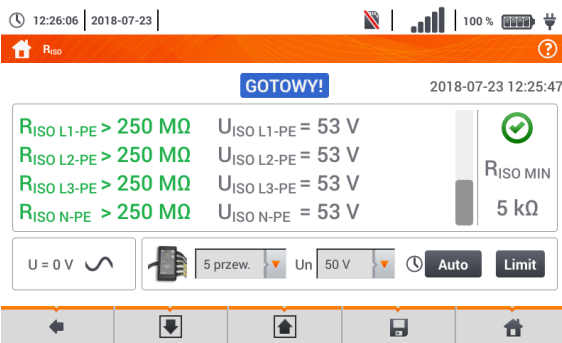 12:26:06 2018-07-23 100 %
RISO ?
GOTOWY! 2018-07-23 12:25:47
RISO L1-PE > 250 MΩ UISO L1-PE = 53 V
RISO L2-PE > 250 MΩ UISO L2-PE = 53 V
RISO L3-PE > 250 MΩ UISO L3-PE = 53 V
RISO N-PE > 250 MΩ UISO N-PE = 53 V
RISO MIN
5 kΩ
U = 0 V 5 przew. Un 50 V Auto Limit